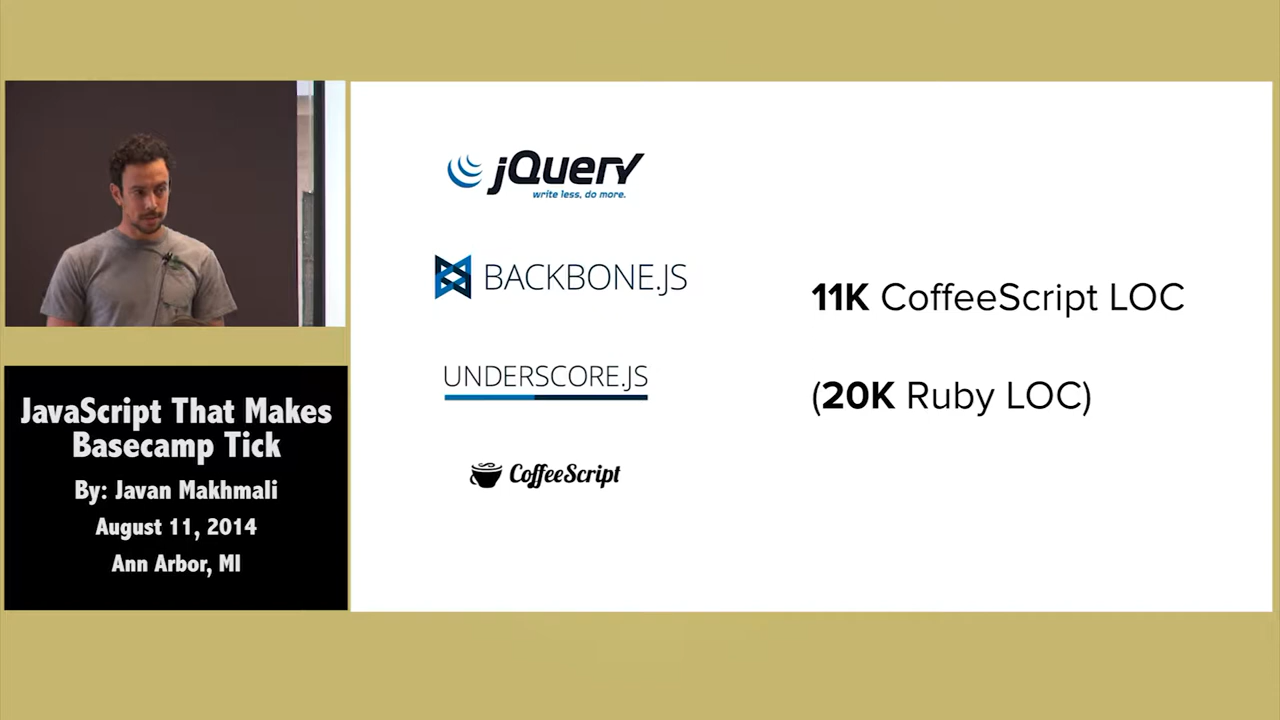 jQuery
write less, do more.
BACKBONE.JS
UNDERSCORE.JS
CoffeeScript
11K CoffeeScript LOC
(20K Ruby LOC)
JavaScript That Makes
Basecamp Tick
By: Javan Makhmali
August 11, 2014
Ann Arbor, MI